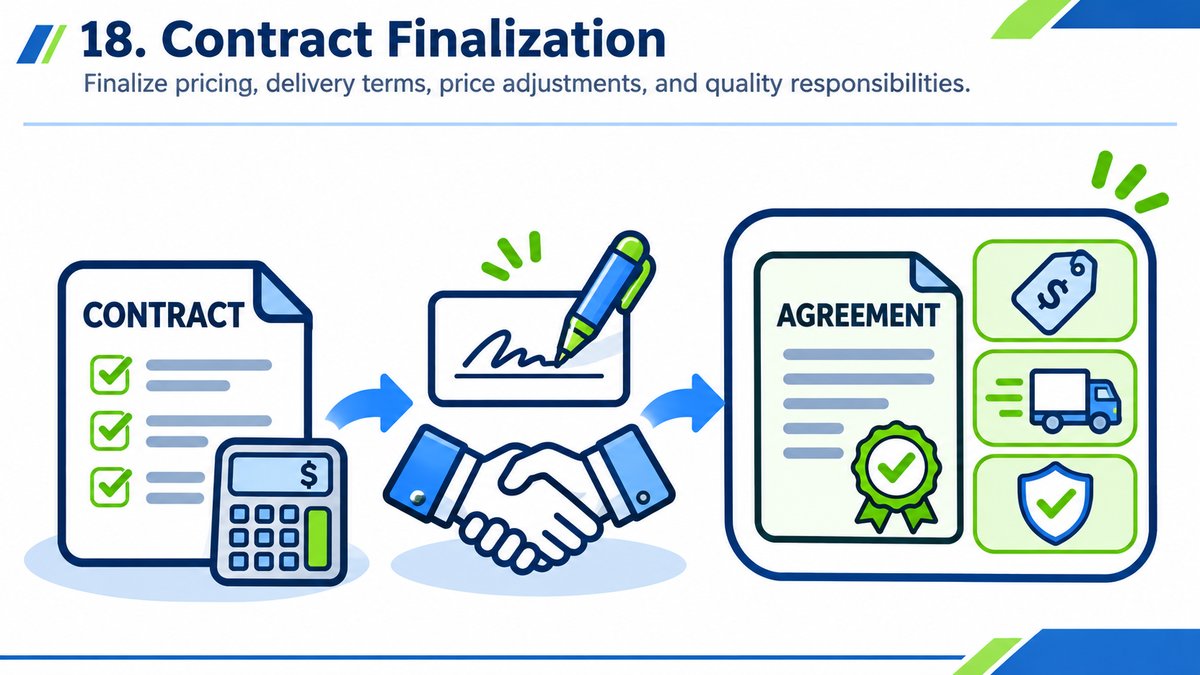 18. Contract Finalization
Finalize pricing, delivery terms, price adjustments, and quality responsibilities.
CONTRACT
$
AGREEMENT
$